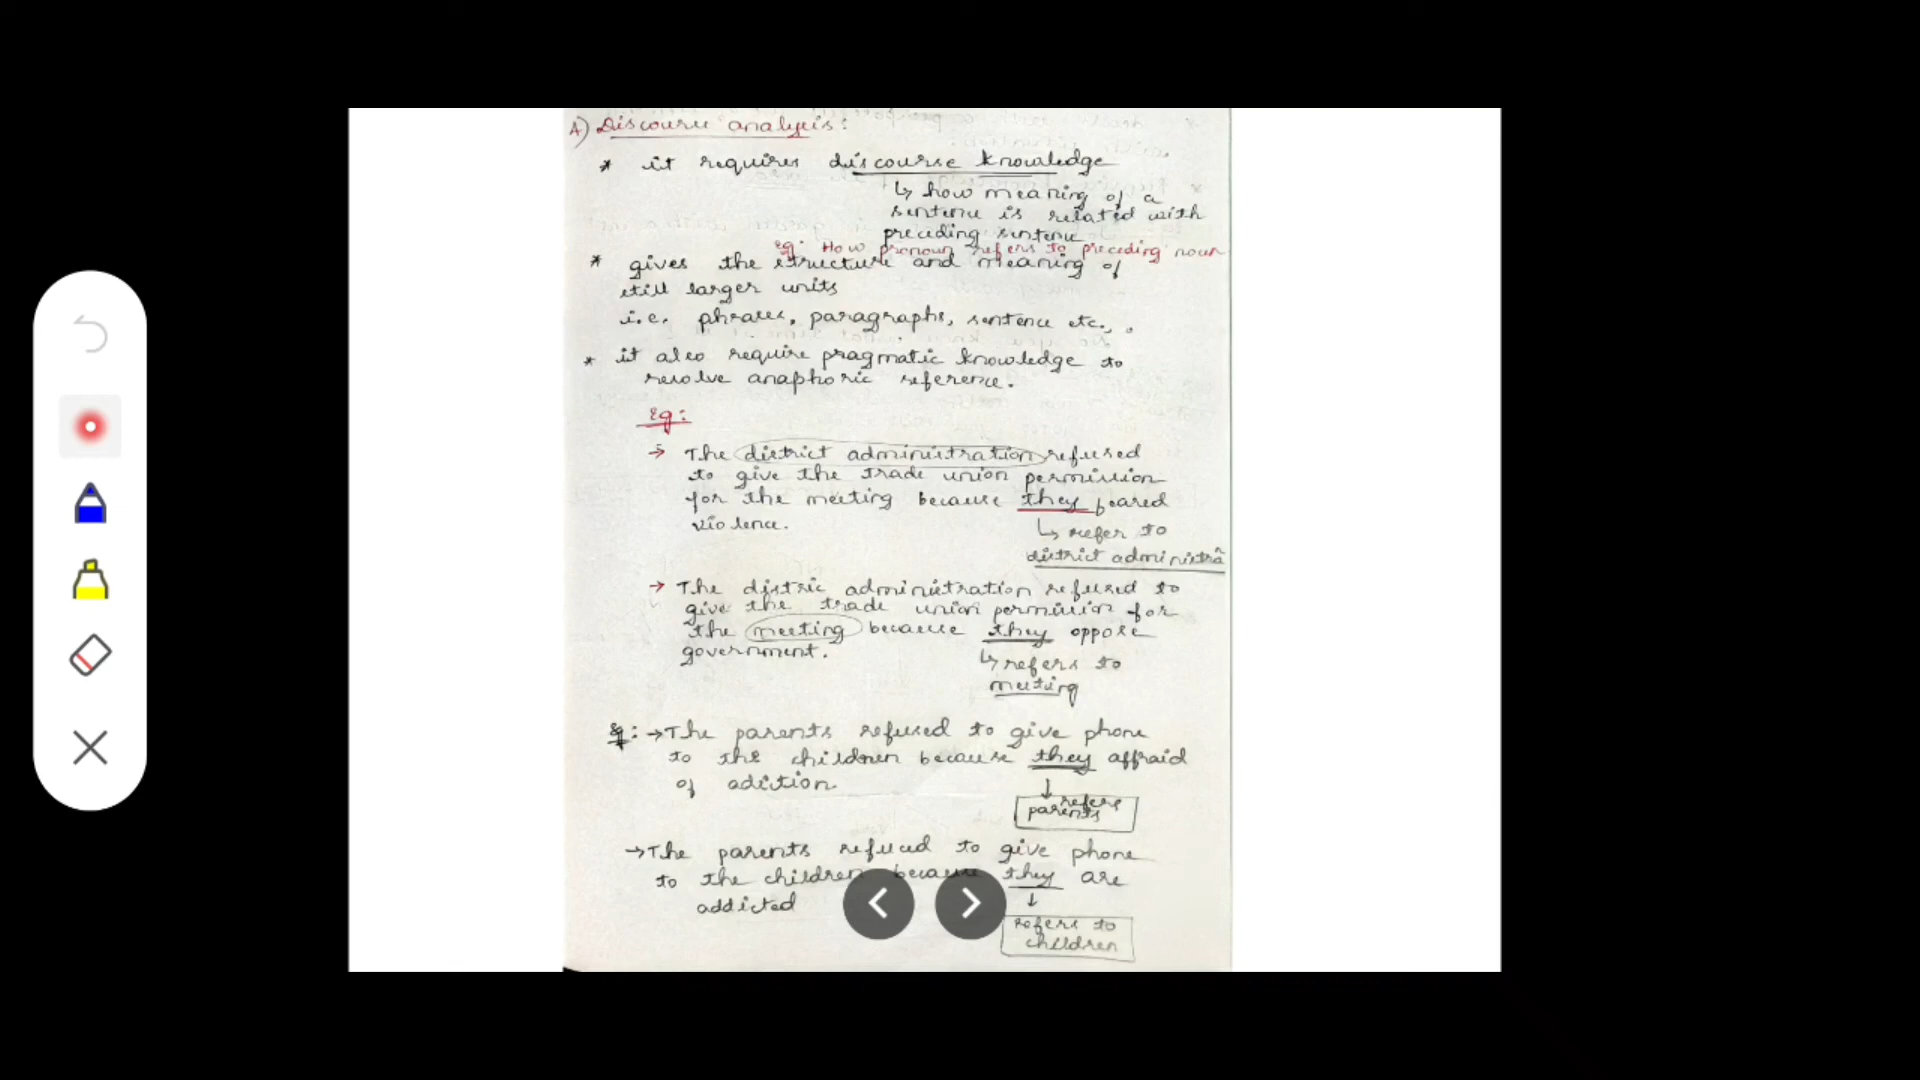 A) Discourse analysis:
* it requires discourse knowledge
↳ how meaning of a
sentence is related with
preceding sentence
eg: How pronoun refers to preceding noun
* gives the structure and meaning of
still larger units
i.e. phrases, paragraphs, sentence etc.,
* it also require pragmatic knowledge to
resolve anaphoric reference.
Eg:
→ The district administration refused
to give the trade union permission
for the meeting because they feared
violence.
↳ refer to
district administra
→ The distric administration refused to
give the trade union permission for
the meeting because they oppose
government.
↳ refers to
meeting
Eg: → The parents refused to give phone
to the children because they affraid
of adition.
↓
refers
parents
→ The parents refused to give phone
to the children because they are
addicted
↓
refers to
children